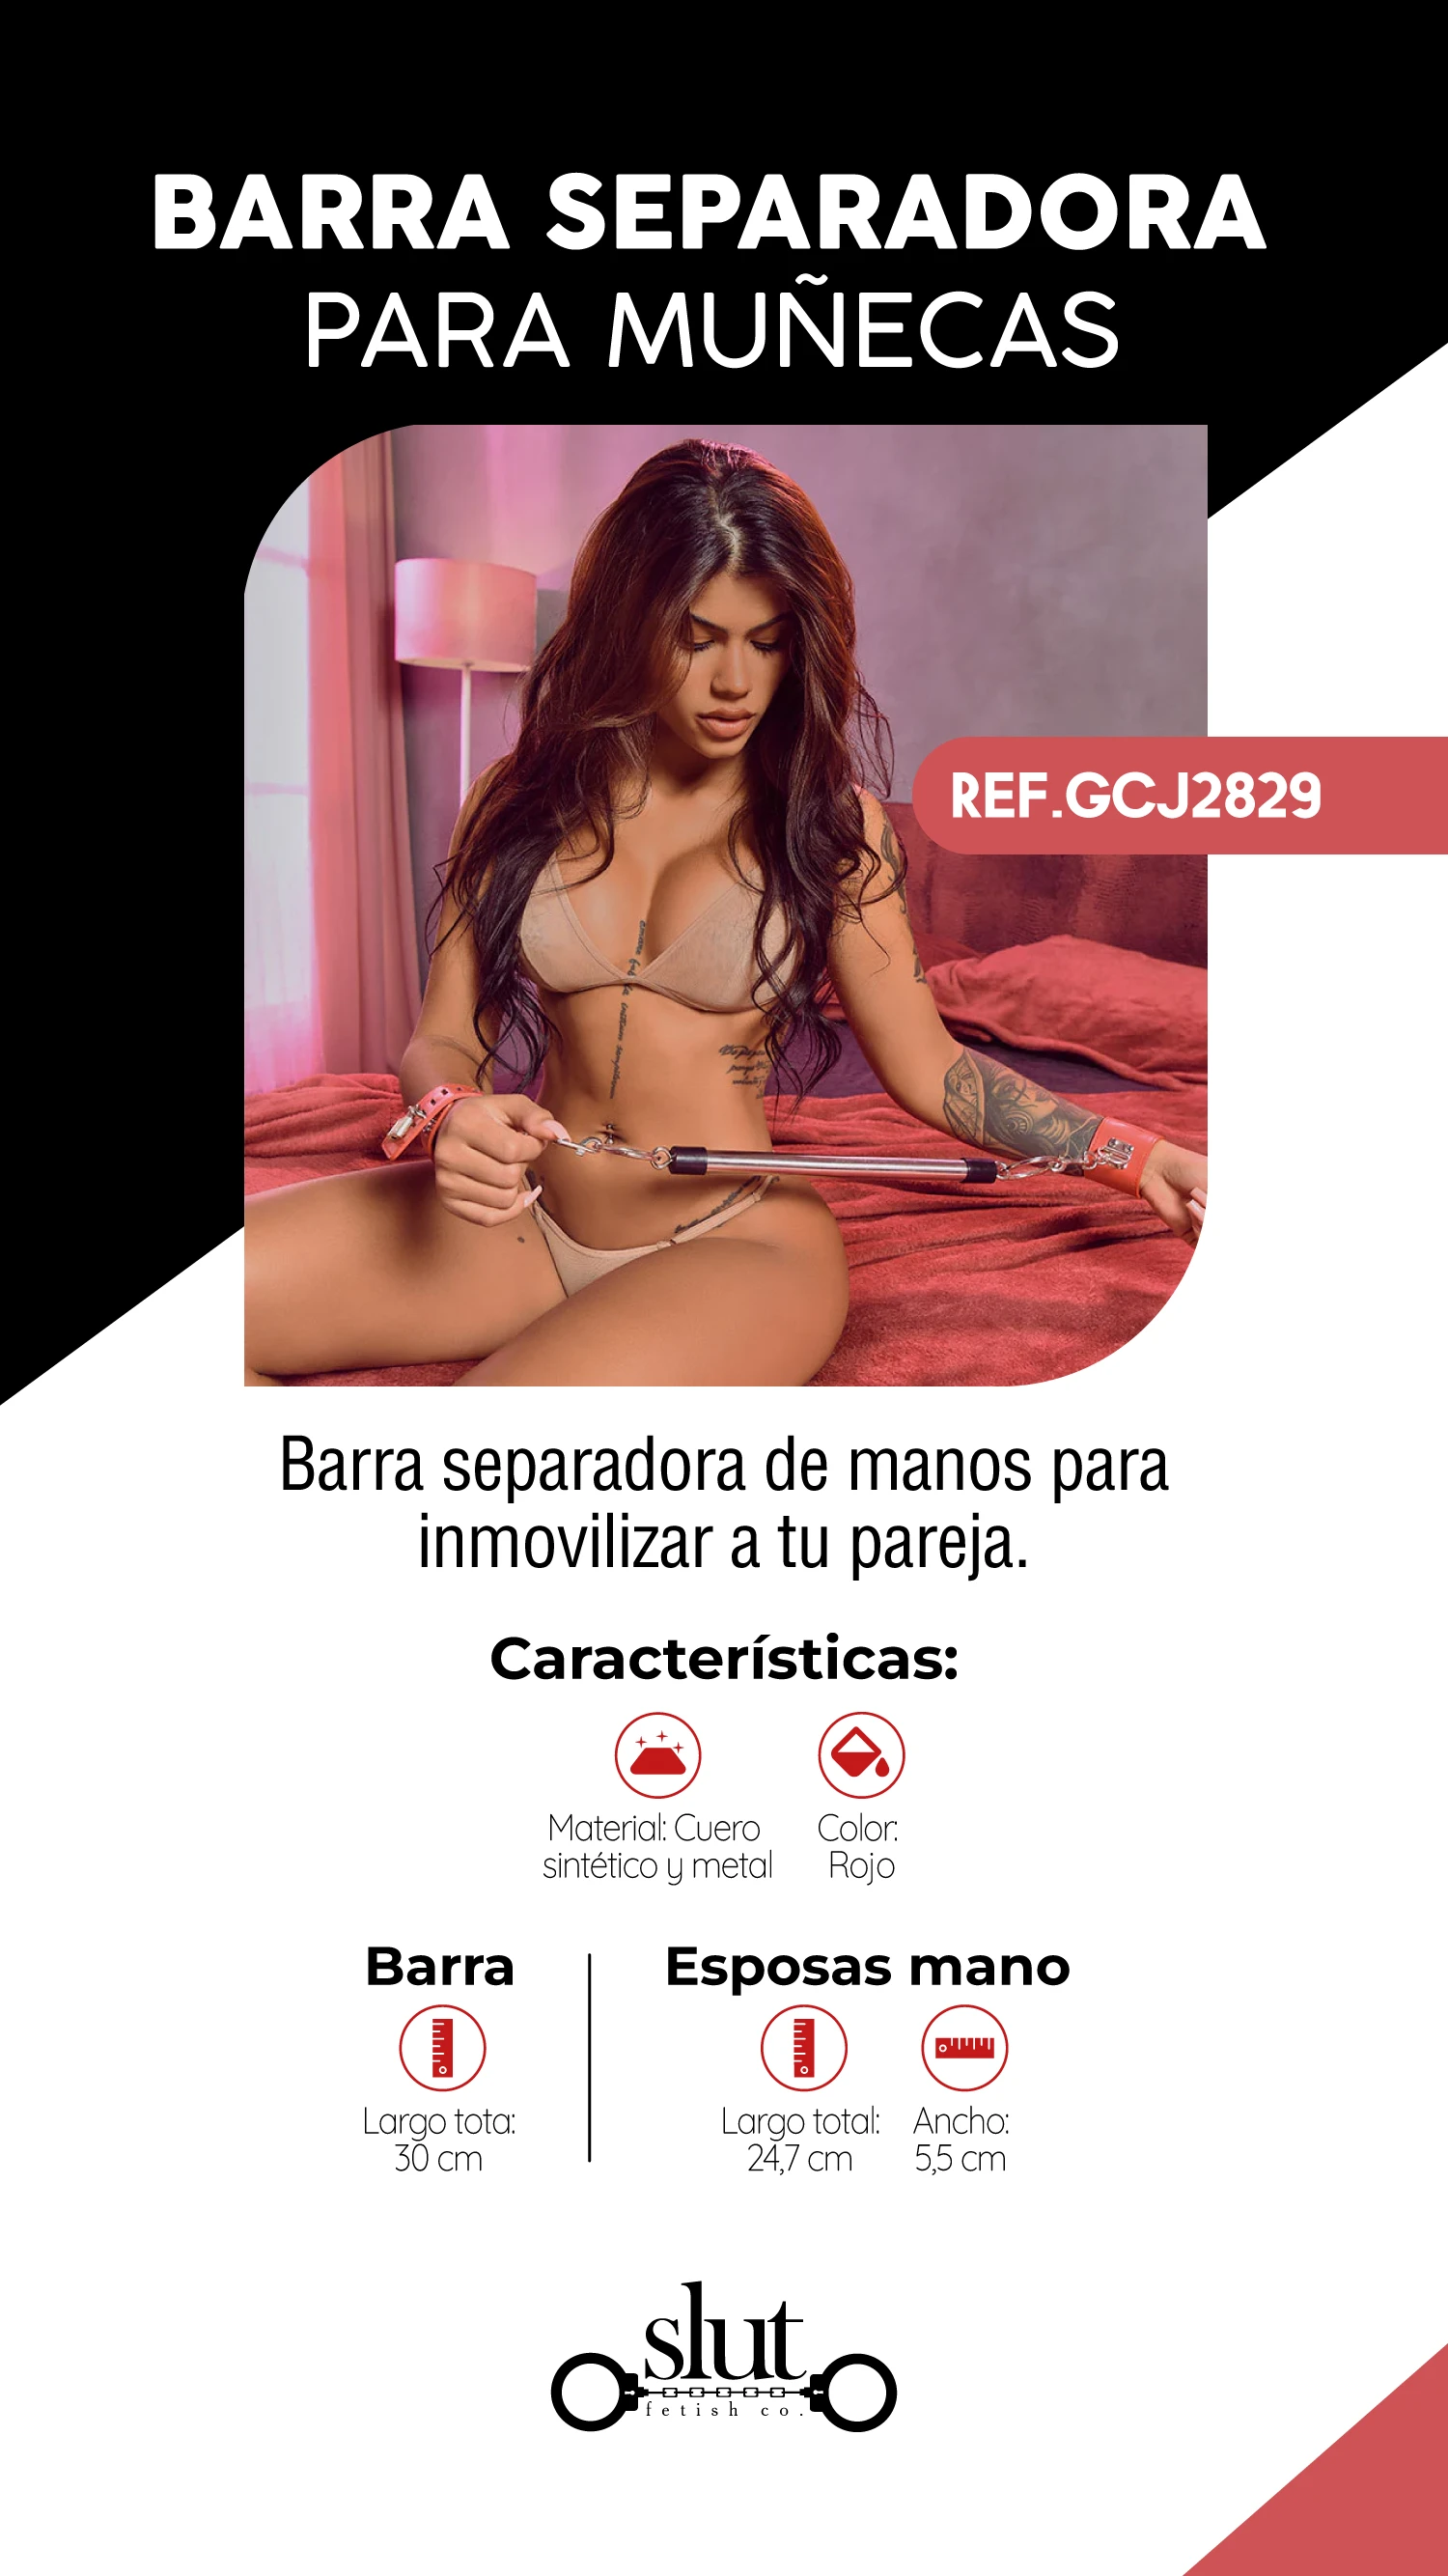 BARRA SEPARADORA
PARA MUÑECAS
REF.GCJ2829
Barra separadora de manos para
inmovilizar a tu pareja.
Características:
Material: Cuero
sintético y metal
Color:
Rojo
Barra
Largo tota:
30 cm
Esposas mano
Largo total:
24,7 cm
Ancho:
5,5 cm
slut
fetish co.